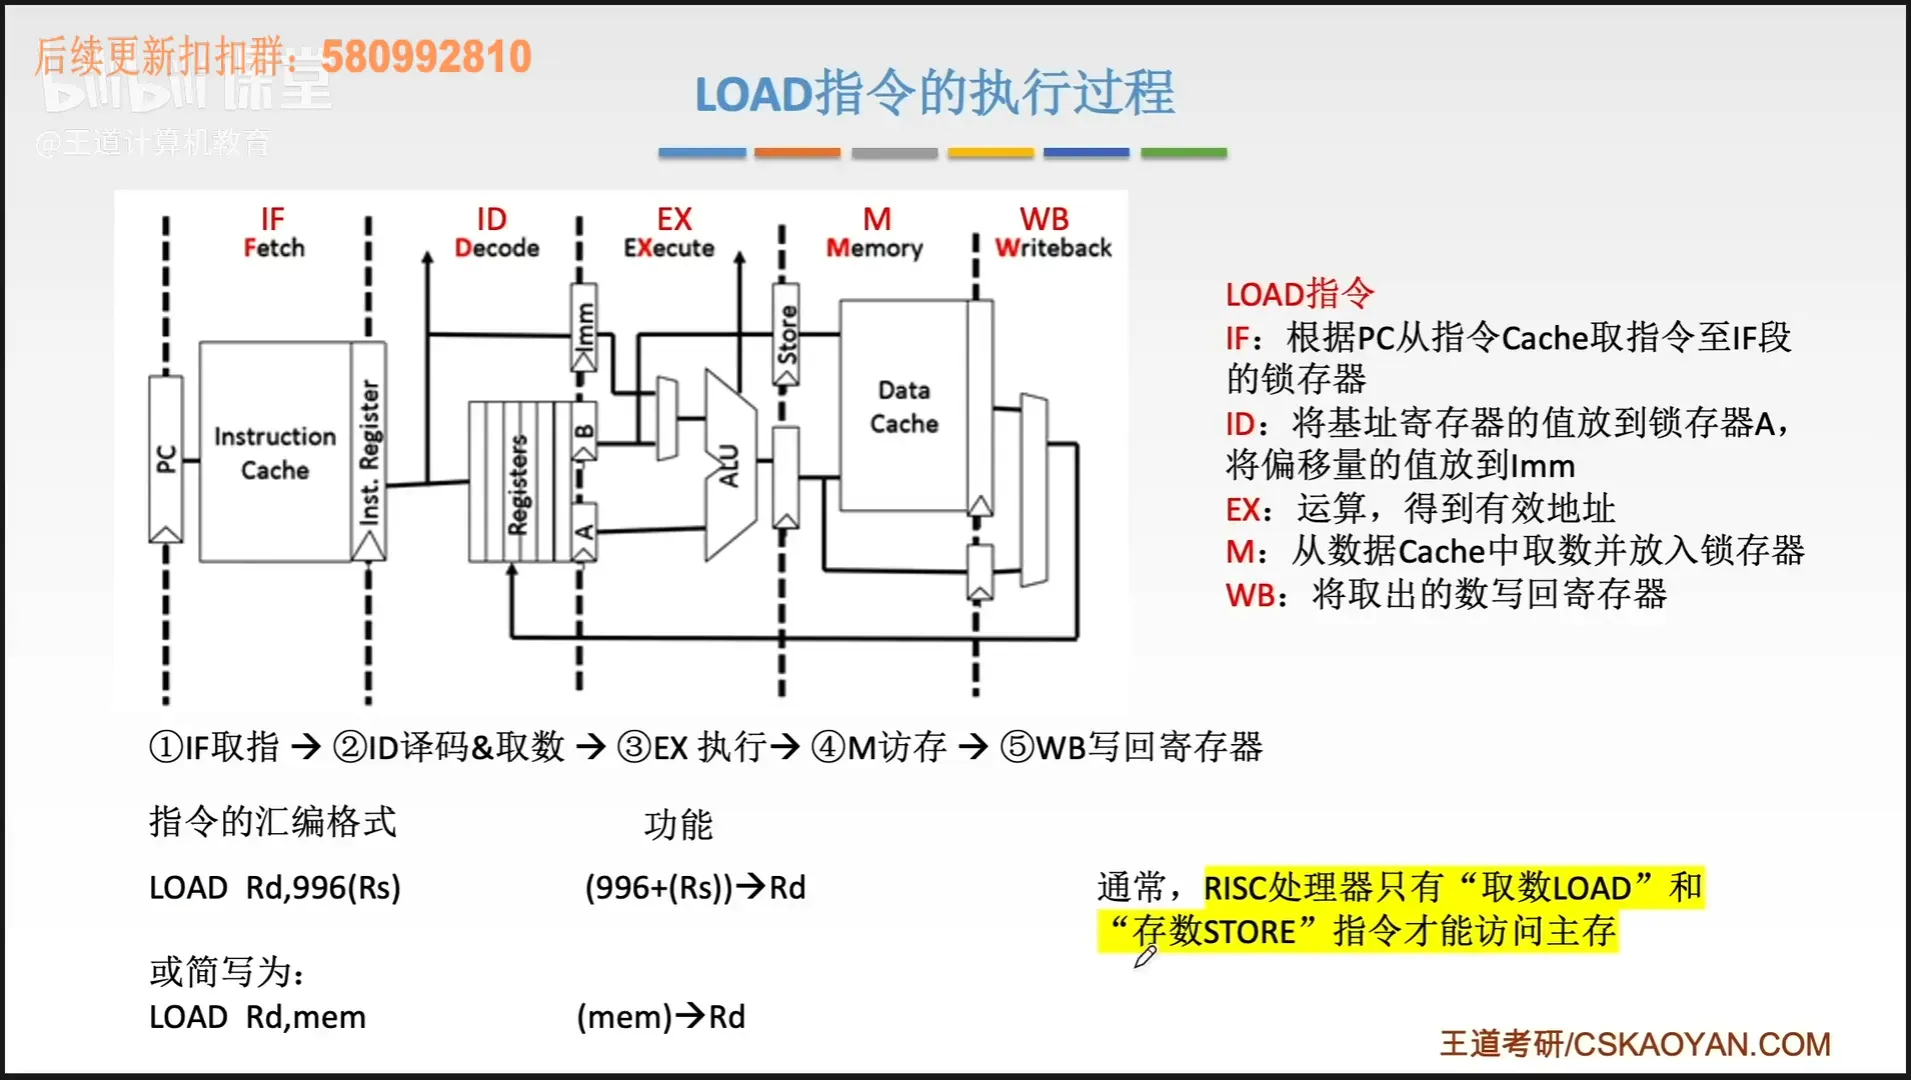 后续更新扣扣群：580992810
bilibili课堂
@王道计算机教育
LOAD指令的执行过程
IF
Fetch
ID
Decode
EX
EXecute
M
Memory
WB
Writeback
PC
Instruction
Cache
Inst. Register
Registers
Imm
B
A
ALU
Store
Data
Cache
LOAD指令
IF：根据PC从指令Cache取指令至IF段
的锁存器
ID：将基址寄存器的值放到锁存器A，
将偏移量的值放到Imm
EX：运算，得到有效地址
M：从数据Cache中取数并放入锁存器
WB：将取出的数写回寄存器
①IF取指 → ②ID译码&取数 → ③EX 执行→ ④M访存 → ⑤WB写回寄存器
指令的汇编格式 功能
LOAD Rd,996(Rs) (996+(Rs))→Rd
或简写为：
LOAD Rd,mem (mem)→Rd
通常，RISC处理器只有“取数LOAD”和
“存数STORE”指令才能访问主存
王道考研/CSKAOYAN.COM